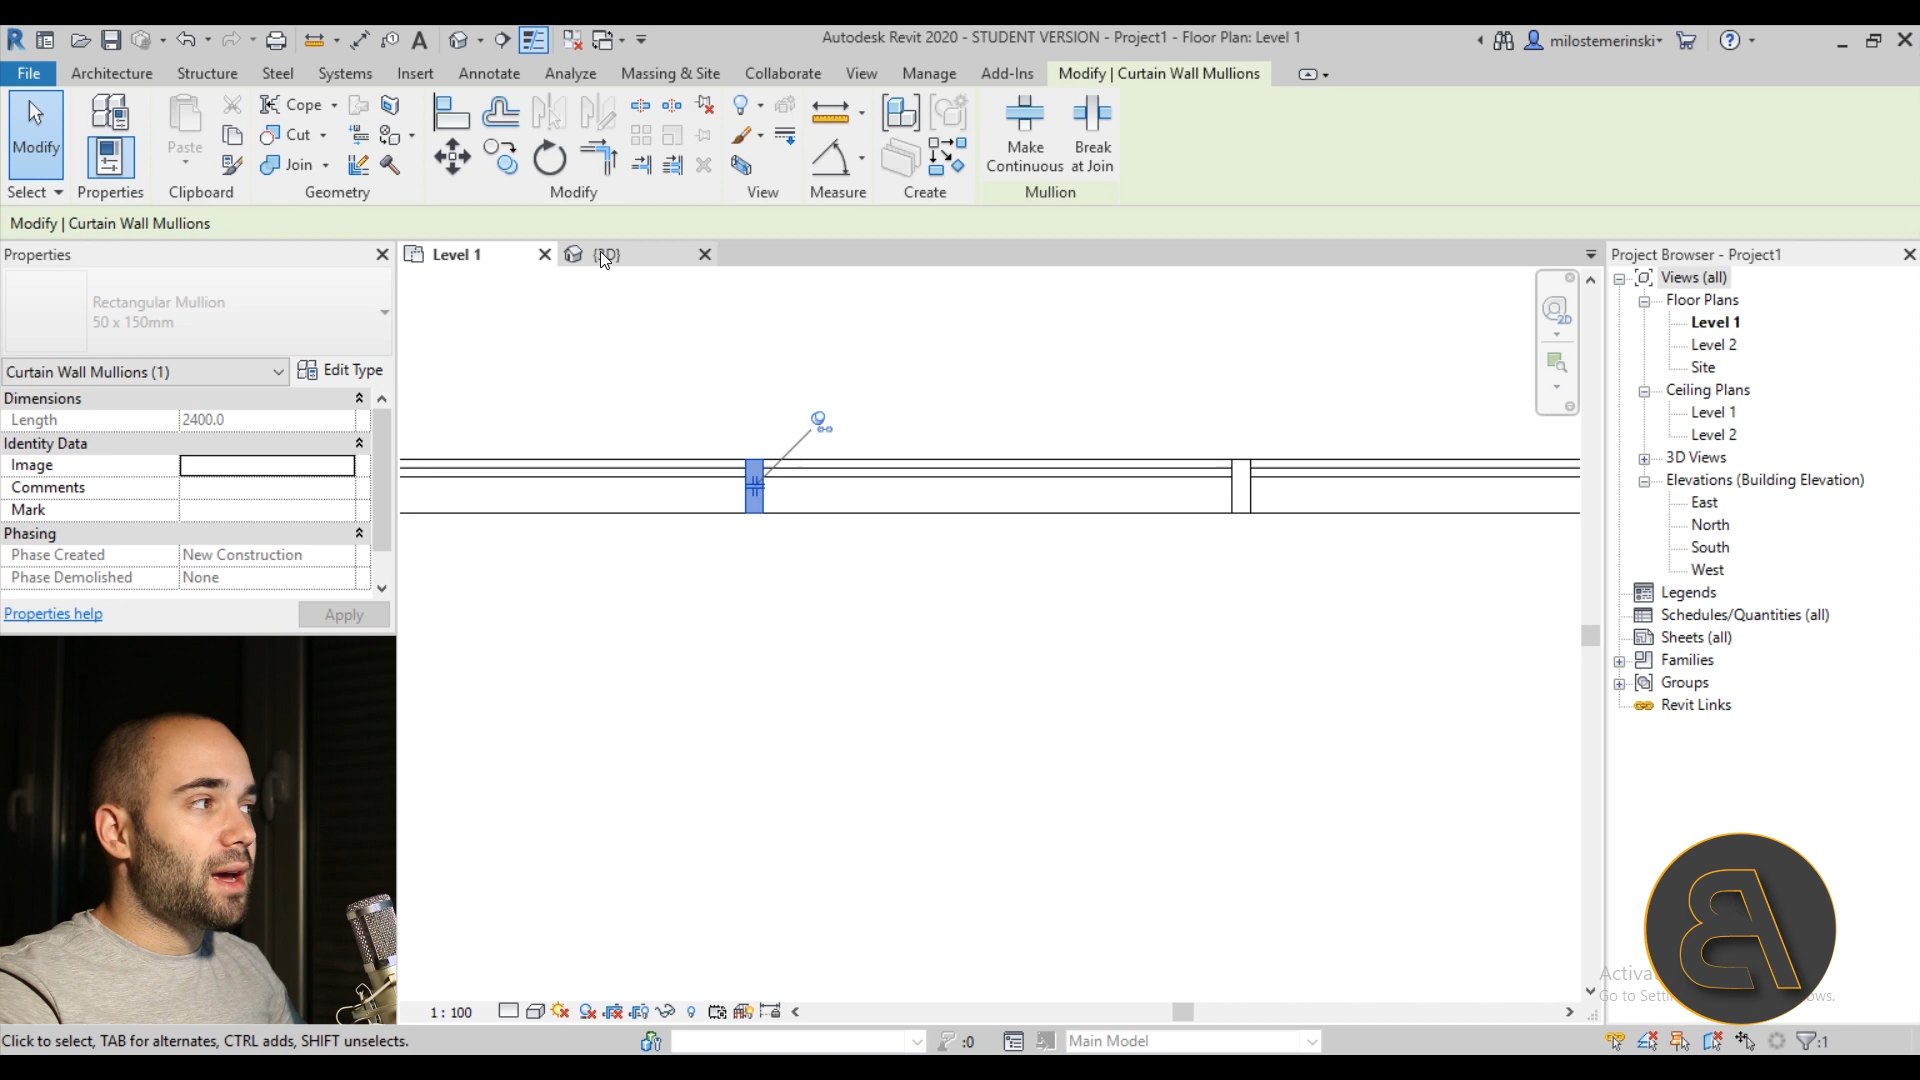 Autodesk Revit 2020 - STUDENT VERSION - Project1 - Floor Plan: Level 1
milostemerinski
File Architecture Structure Steel Systems Insert Annotate Analyze Massing & Site Collaborate View Manage Add-Ins Modify | Curtain Wall Mullions
Modify
Paste
Cope
Cut
Join
Make Continuous
Break at Join
Select Properties Clipboard Geometry Modify View Measure Create Mullion
Modify | Curtain Wall Mullions
Properties
Level 1
{3D}
Project Browser - Project1
Rectangular Mullion
50 x 150mm
Curtain Wall Mullions (1)
Edit Type
Dimensions
Length 2400.0
Identity Data
Image
Comments
Mark
Phasing
Phase Created New Construction
Phase Demolished None
Properties help
Apply
2D
Views (all)
Floor Plans
Level 1
Level 2
Site
Ceiling Plans
Level 1
Level 2
3D Views
Elevations (Building Elevation)
East
North
South
West
Legends
Schedules/Quantities (all)
Sheets (all)
Families
Groups
Revit Links
1 : 100
Click to select, TAB for alternates, CTRL adds, SHIFT unselects.
:0
Main Model
:1